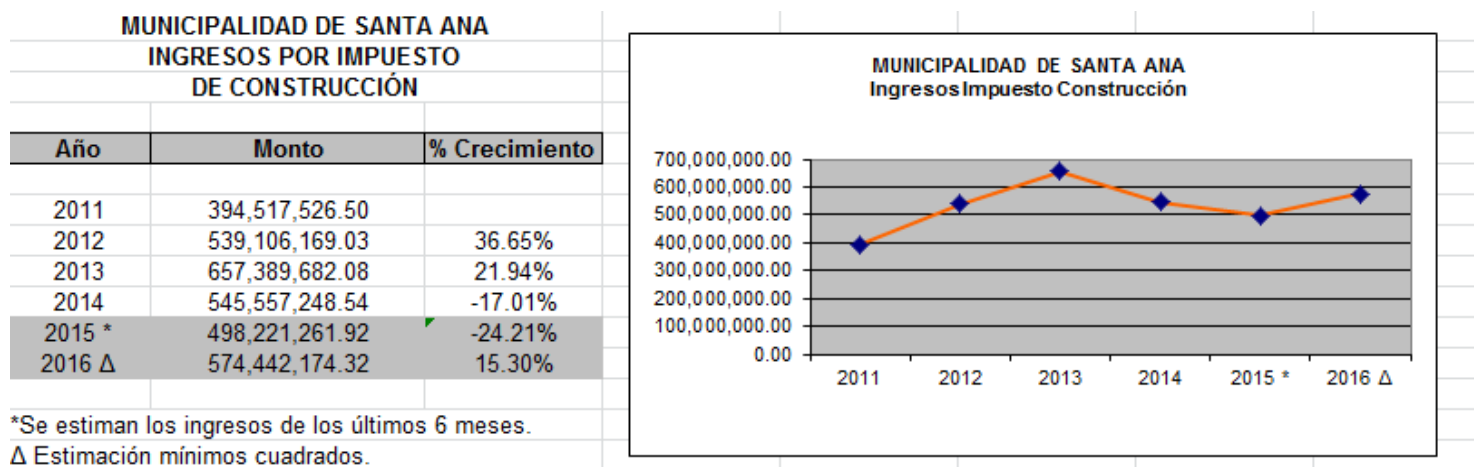 MUNICIPALIDAD DE SANTA ANA
INGRESOS POR IMPUESTO
DE CONSTRUCCIÓN
Año Monto % Crecimiento
2011 394,517,526.50
2012 539,106,169.03 36.65%
2013 657,389,682.08 21.94%
2014 545,557,248.54 -17.01%
2015 * 498,221,261.92 -24.21%
2016 Δ 574,442,174.32 15.30%
*Se estiman los ingresos de los últimos 6 meses.
Δ Estimación mínimos cuadrados.
MUNICIPALIDAD DE SANTA ANA
Ingresos Impuesto Construcción
700,000,000.00
600,000,000.00
500,000,000.00
400,000,000.00
300,000,000.00
200,000,000.00
100,000,000.00
0.00
2011 2012 2013 2014 2015 * 2016 Δ